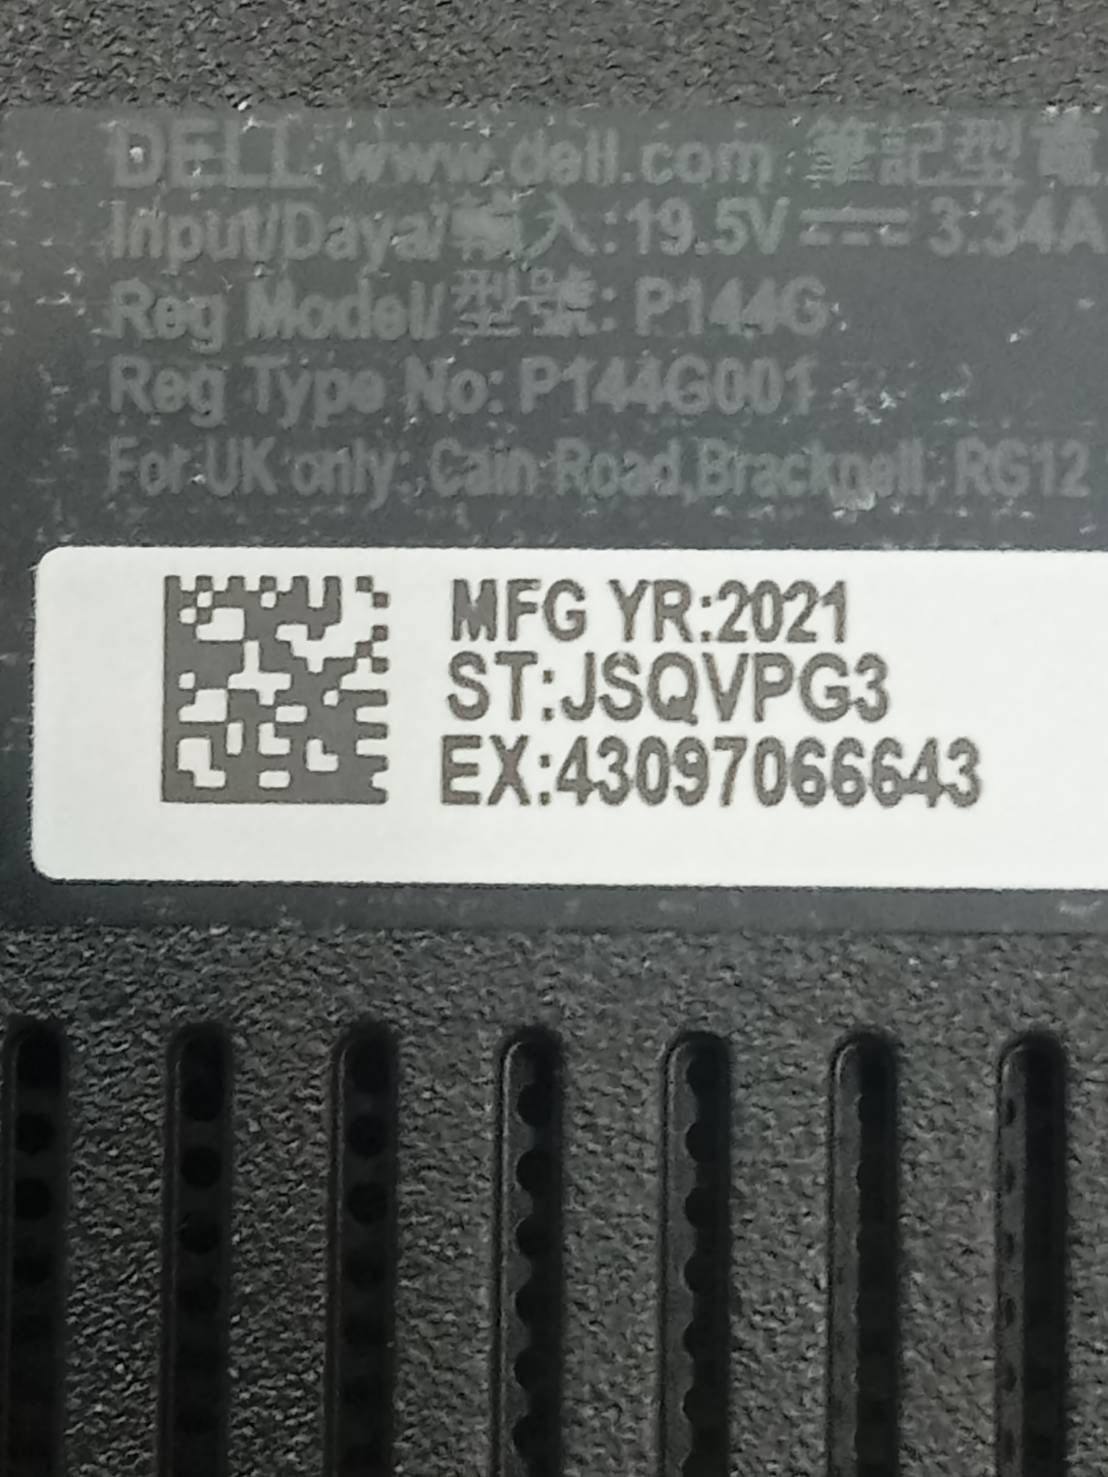 DELL www.dell.com 筆記型電
Input/Daya/輸入:19.5V⎓3.34A
Reg Model/型號: P144G
Reg Type No: P144G001
For UK only: Cain Road,Bracknell, RG12
MFG YR:2021
ST:JSQVPG3
EX:43097066643